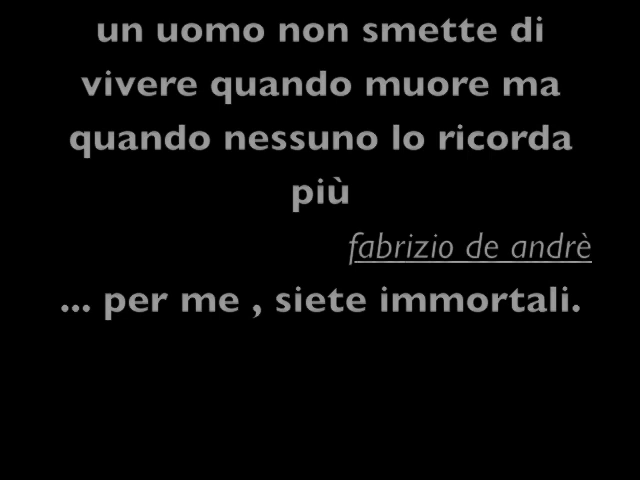 un uomo non smette di
vivere quando muore ma
quando nessuno lo ricorda
più
fabrizio de andrè
... per me , siete immortali.